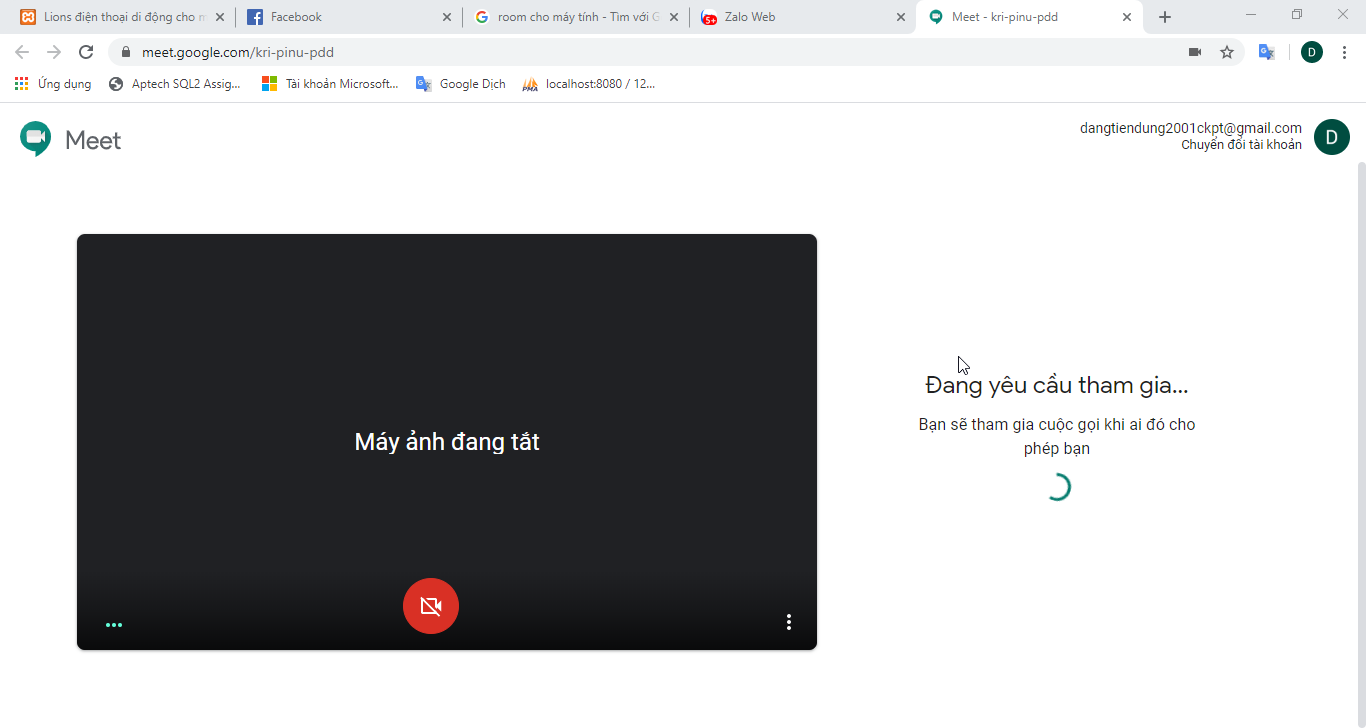 Lions điện thoại di động cho m
Facebook
room cho máy tính - Tìm với G
Zalo Web
Meet - kri-pinu-pdd
meet.google.com/kri-pinu-pdd
D
Ứng dụng
Aptech SQL2 Assig...
Tài khoản Microsoft...
Google Dịch
localhost:8080 / 12...
Meet
dangtiendung2001ckpt@gmail.com
Chuyển đổi tài khoản
D
Máy ảnh đang tắt
Đang yêu cầu tham gia...
Bạn sẽ tham gia cuộc gọi khi ai đó cho
phép bạn